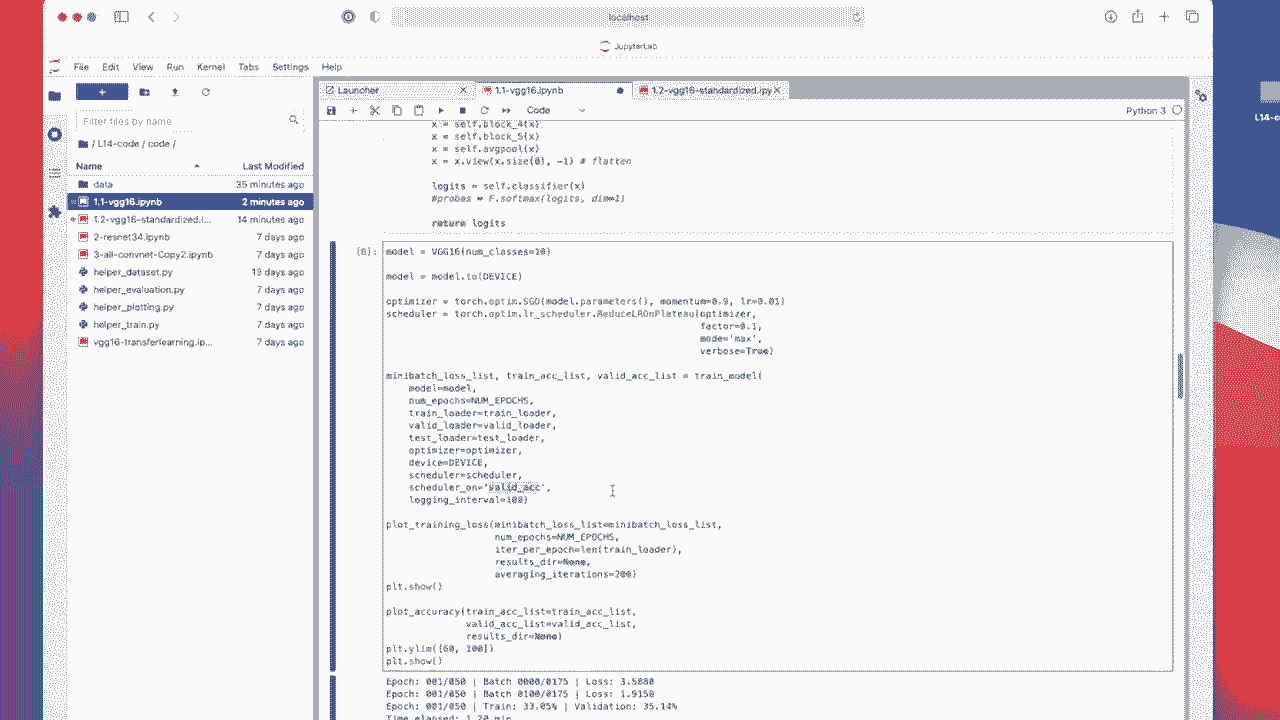 localhost
JupyterLab
File Edit View Run Kernel Tabs Settings Help
Launcher
1.1-vgg16.ipynb
1.2-vgg16-standardized.ipy
Code
Python 3
Filter files by name
/ L14-code / code /
Name Last Modified
data 35 minutes ago
1.1-vgg16.ipynb 2 minutes ago
1.2-vgg16-standardized.i... 14 minutes ago
2-resnet34.ipynb 7 days ago
3-all-convnet-Copy2.ipynb 7 days ago
helper_dataset.py 13 days ago
helper_evaluation.py 7 days ago
helper_plotting.py 7 days ago
helper_train.py 7 days ago
vgg16-transferlearning.ip... 7 days ago
x = self.block_4(x)
x = self.block_5(x)
x = self.avgpool(x)
x = x.view(x.size(0), -1) # flatten
logits = self.classifier(x)
#probas = F.softmax(logits, dim=1)
return logits
[8]: model = VGG16(num_classes=10)
model = model.to(DEVICE)
optimizer = torch.optim.SGD(model.parameters(), momentum=0.9, lr=0.01)
scheduler = torch.optim.lr_scheduler.ReduceLROnPlateau(optimizer,
factor=0.1,
mode='max',
verbose=True)
minibatch_loss_list, train_acc_list, valid_acc_list = train_model(
model=model,
num_epochs=NUM_EPOCHS,
train_loader=train_loader,
valid_loader=valid_loader,
test_loader=test_loader,
optimizer=optimizer,
device=DEVICE,
scheduler=scheduler,
scheduler_on='valid_acc',
logging_interval=100)
plot_training_loss(minibatch_loss_list=minibatch_loss_list,
num_epochs=NUM_EPOCHS,
iter_per_epoch=len(train_loader),
results_dir=None,
averaging_iterations=200)
plt.show()
plot_accuracy(train_acc_list=train_acc_list,
valid_acc_list=valid_acc_list,
results_dir=None)
plt.ylim([60, 100])
plt.show()
Epoch: 001/050 | Batch 0000/0175 | Loss: 3.5880
Epoch: 001/050 | Batch 0100/0175 | Loss: 1.9150
Epoch: 001/050 | Train: 33.05% | Validation: 35.14%
Time elapsed: 1.20 min